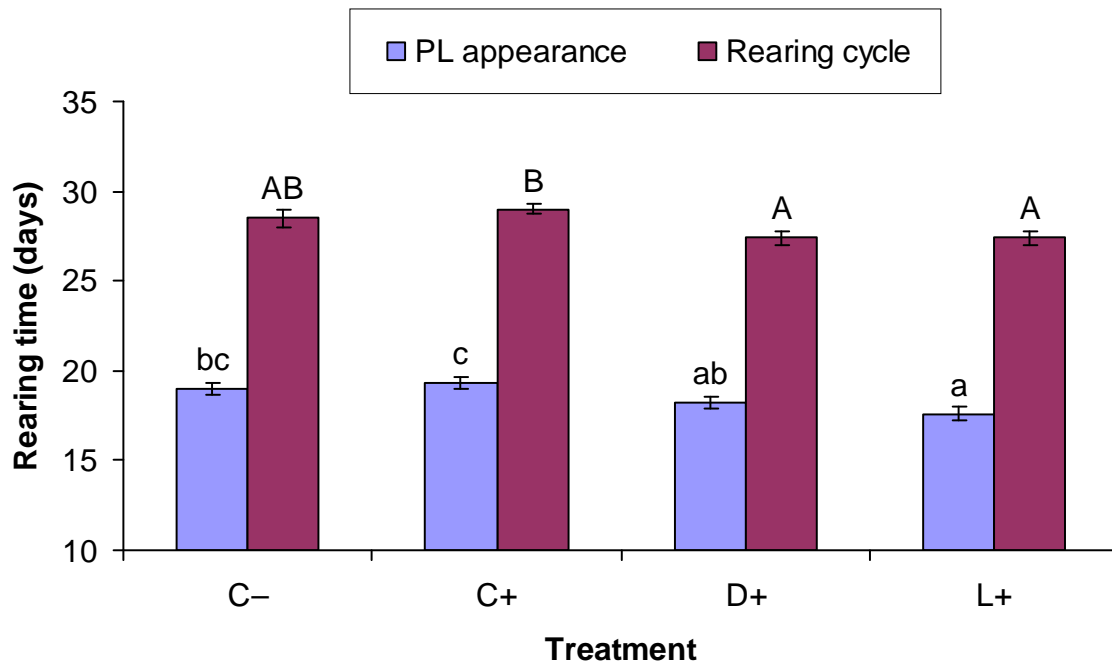 PL appearance Rearing cycle
Rearing time (days)
35
30
25
20
15
10
AB
B
A
A
bc
c
ab
a
C–
C+
D+
L+
Treatment